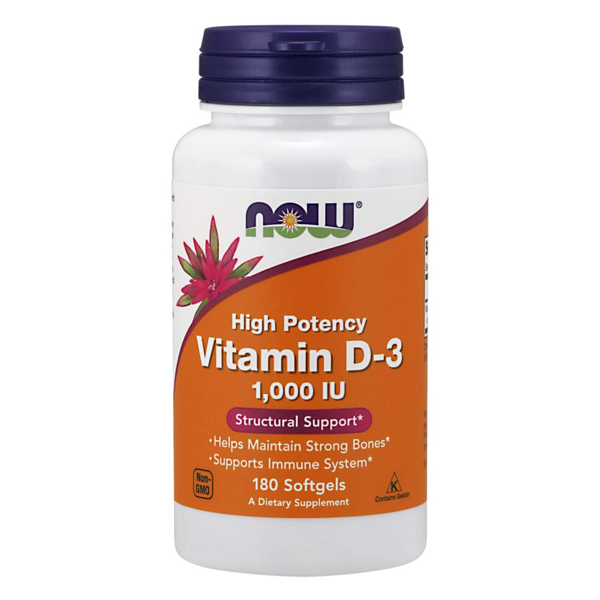 NOW®
High Potency
Vitamin D-3
1,000 IU
Structural Support*
•Helps Maintain Strong Bones*
•Supports Immune System*
180 Softgels
A Dietary Supplement
Non-
GMO
K
Contains Gelatin